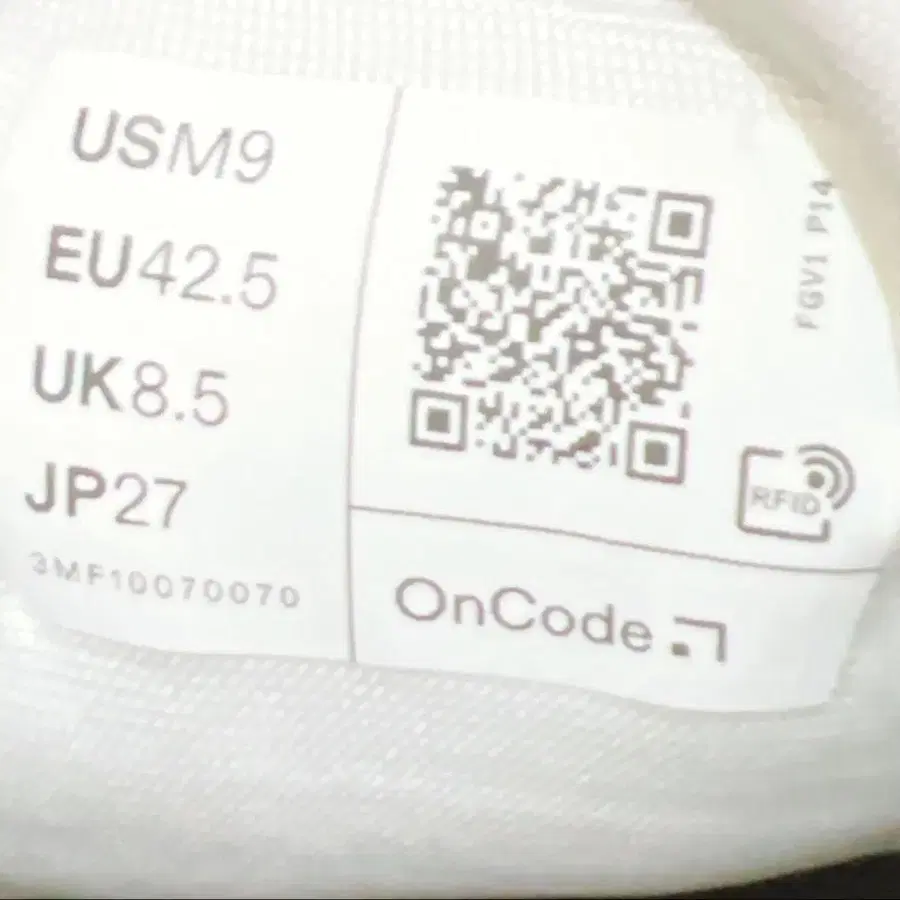 USM9
EU42.5
UK8.5
JP27
3MF10070070
FGV1 P14
RFID
OnCode